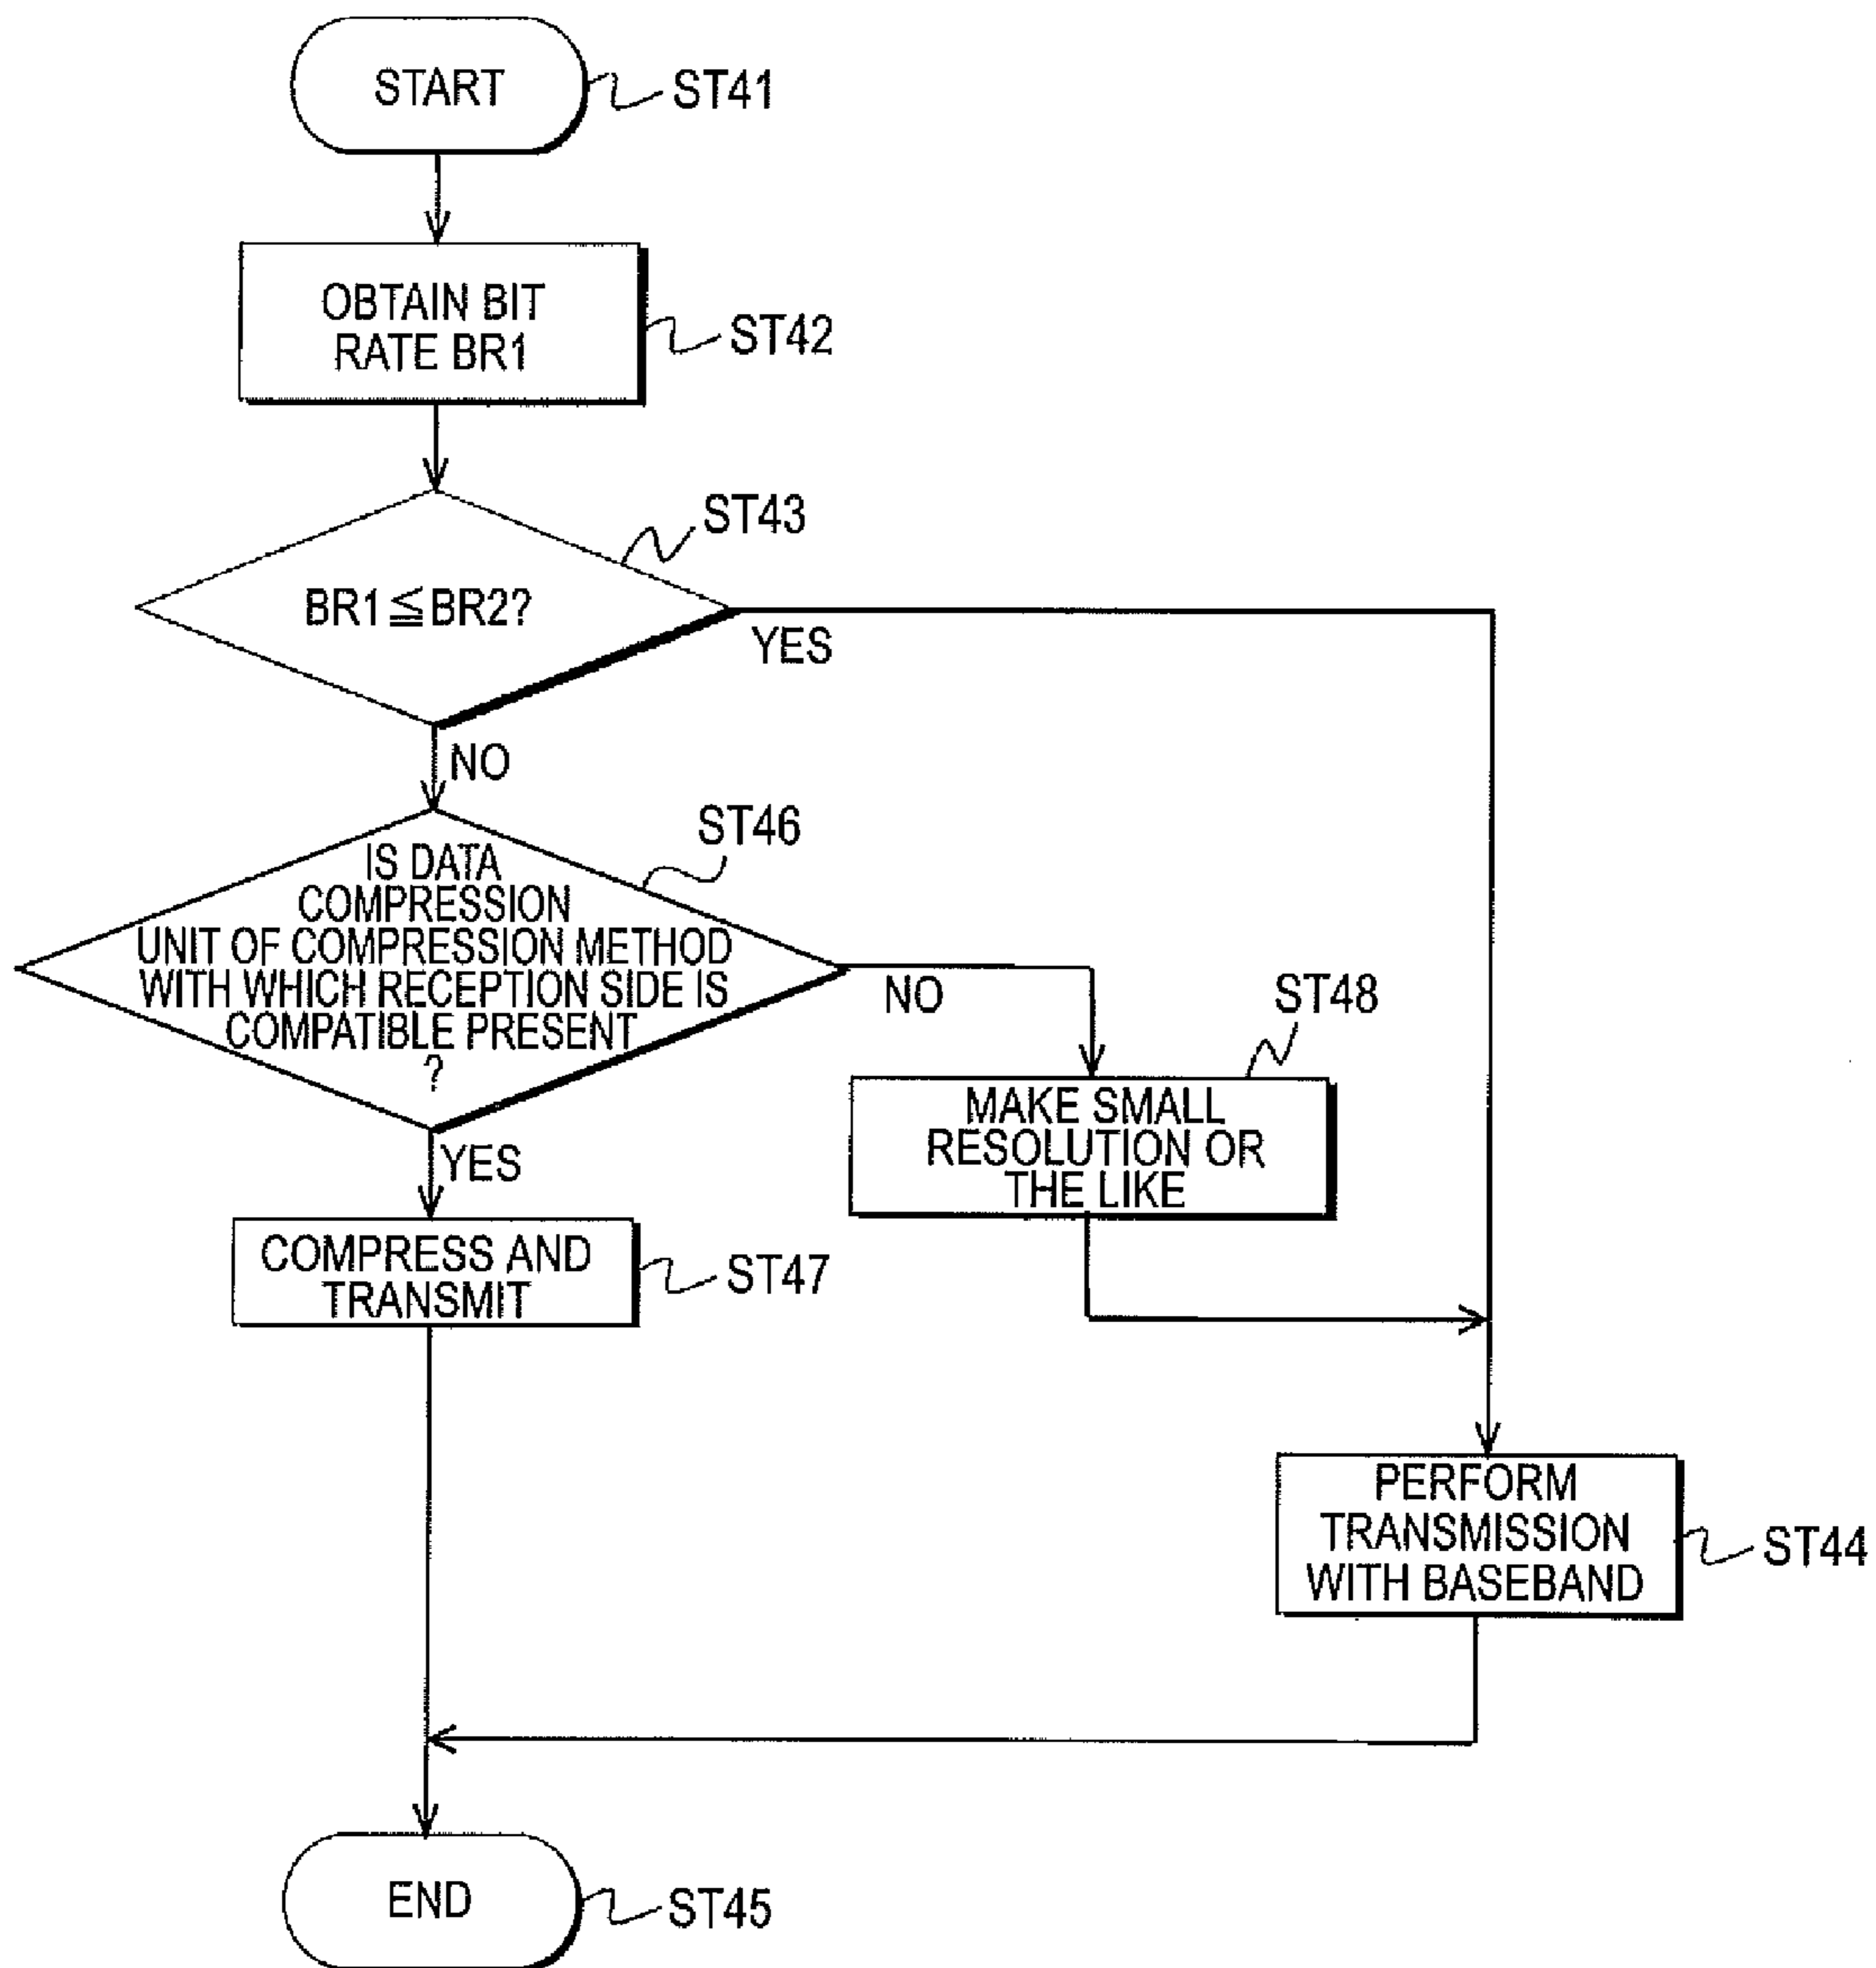 START
ST41
OBTAIN BIT
RATE BR1
ST42
ST43
BR1≦BR2?
YES
NO
ST46
IS DATA
COMPRESSION
UNIT OF COMPRESSION METHOD
WITH WHICH RECEPTION SIDE IS
COMPATIBLE PRESENT
?
NO
ST48
MAKE SMALL
RESOLUTION OR
THE LIKE
YES
COMPRESS AND
TRANSMIT
ST47
PERFORM
TRANSMISSION
WITH BASEBAND
ST44
END
ST45